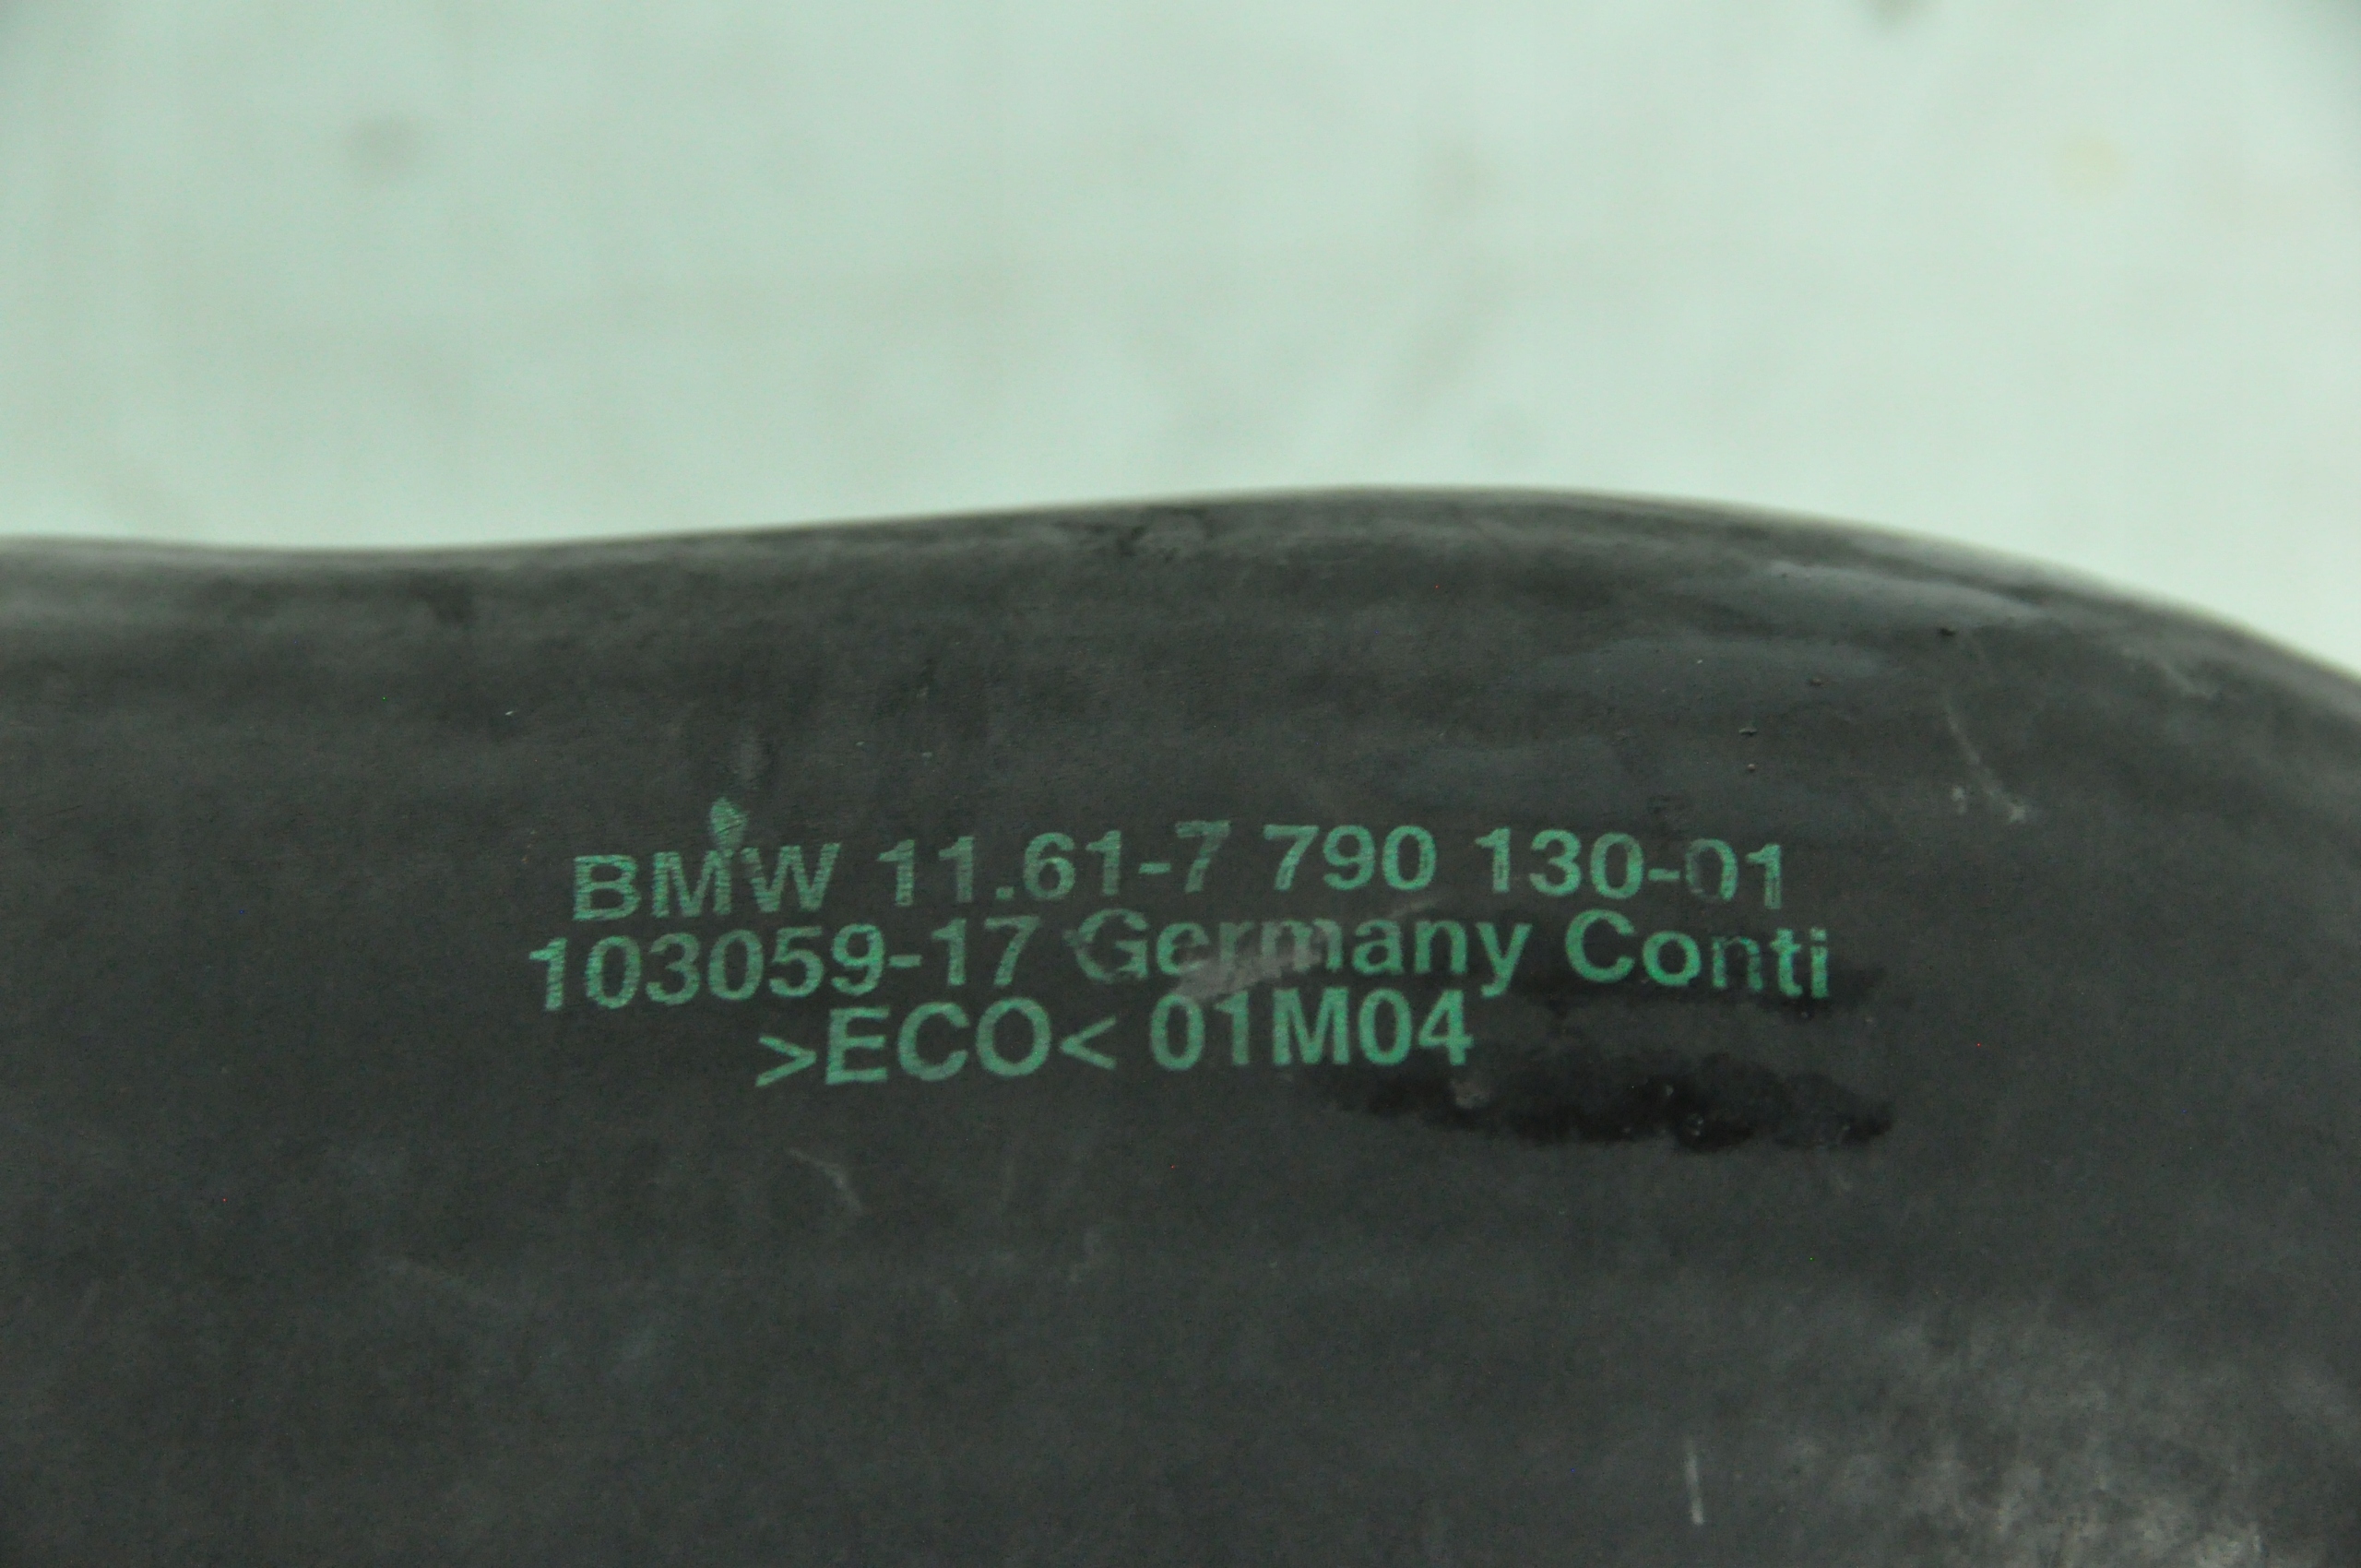 BMW 11.61-7 790 130-01
103059-17 Germany Conti
>ECO< 01M04